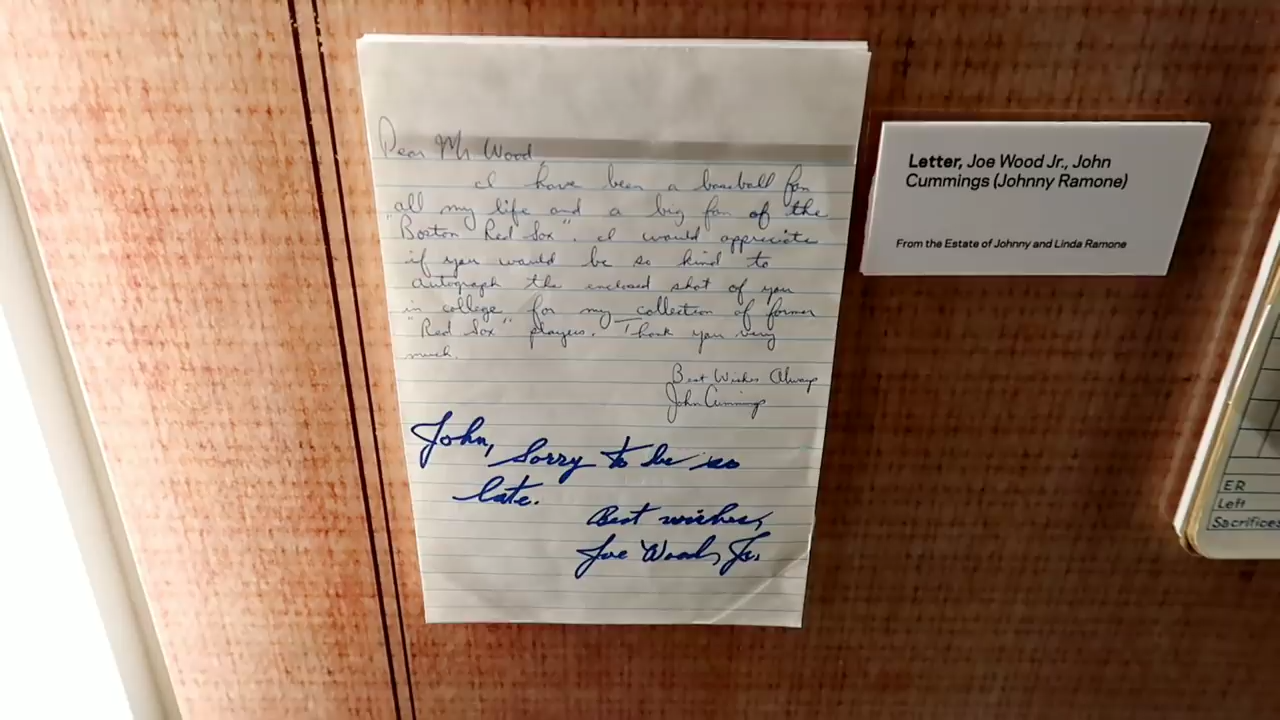 Dear Mr Wood,
I have been a baseball fan
all my life and a big fan of the
"Boston Red Sox". I would appreciate
if you would be so kind to
autograph the enclosed shot of you
in college, for my collection of former
"Red Sox" players. Thank you very
much.
Best Wishes Always
John Cummings
John, Sorry to be so
late.
Best wishes,
Joe Wood, Jr.
Letter, Joe Wood Jr., John
Cummings (Johnny Ramone)
From the Estate of Johnny and Linda Ramone
ER
Left
Sacrifices